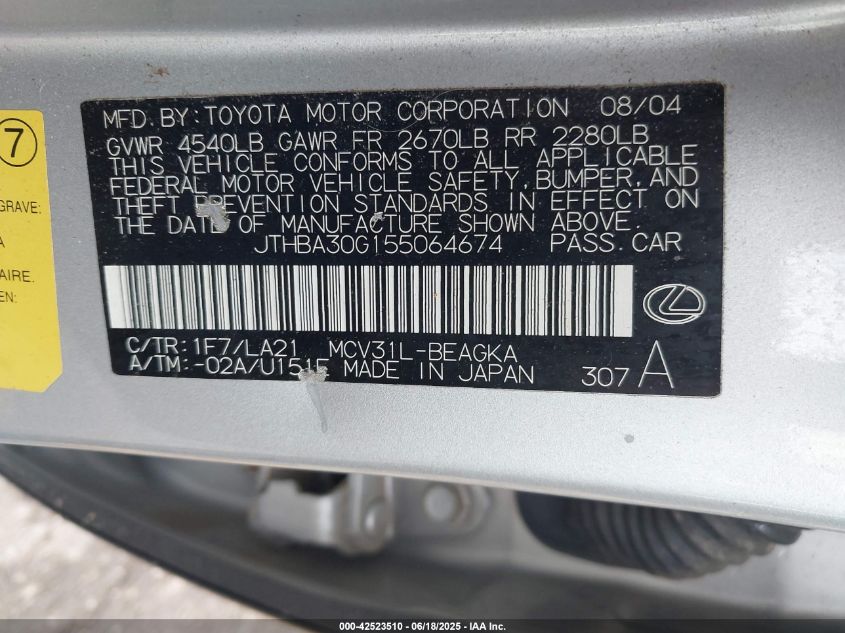 MFD.BY:TOYOTA MOTOR CORPORATION 08/04
GVWR 4540LB GAWR FR 2670LB RR 2280LB
THIS VEHICLE CONFORMS TO ALL APPLICABLE
FEDERAL MOTOR VEHICLE SAFETY, BUMPER, AND
THEFT PREVENTION STANDARDS IN EFFECT ON
THE DATE OF MANUFACTURE SHOWN ABOVE.
JTHBA30G155064674 PASS.CAR
C/TR: 1F7/LA21 MCV31L-BEAGKA
A/TM: -02A/U151F MADE IN JAPAN 307 A
7
GRAVE:
A
AIRE.
EN:
000-42523510 - 06/18/2025 - IAA Inc.